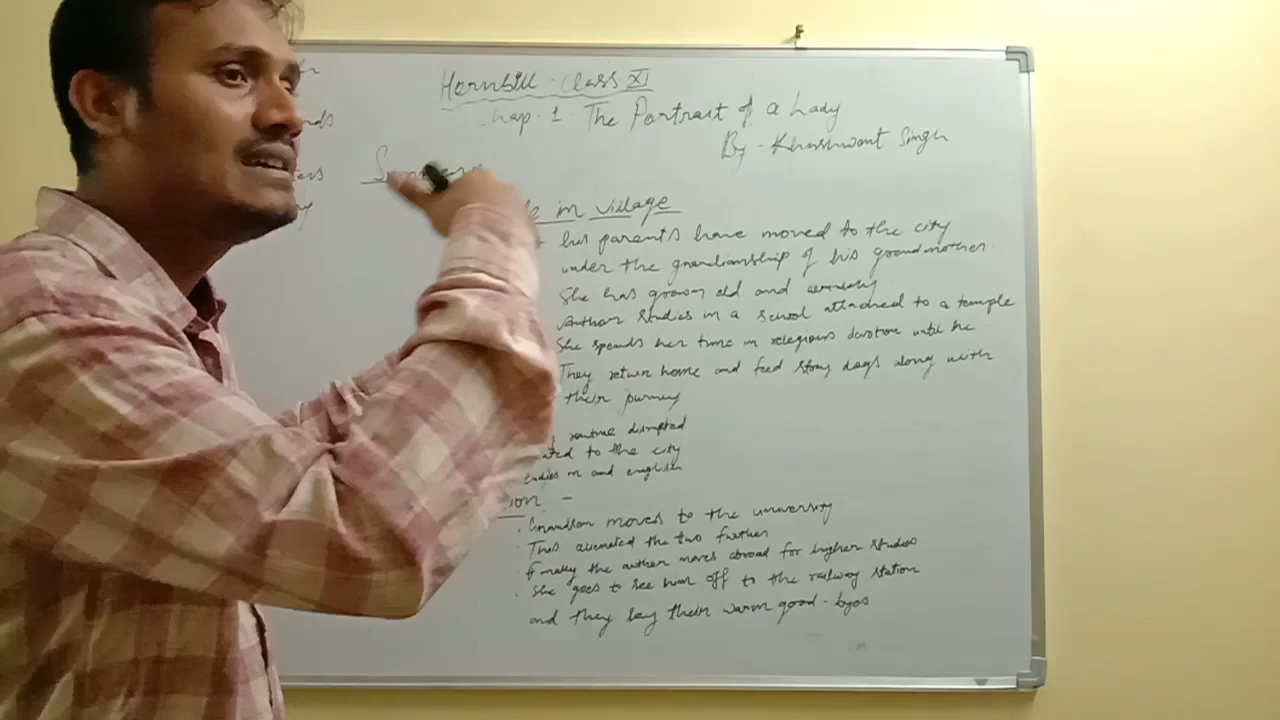 Hornbill Class XI
Chap. 1 The Portrait of a Lady
By - Khushwant Singh
Summary
in village
his parents have moved to the city
under the guardianship of his grandmother
She has grown old and
Author studies in a school attached to a temple
She spends her time in religious devotion until he
They return home and feed stray dogs along with
their journey
routine disrupted
to the city
in and english
. Grandson moves to the university
. This alienated the two further
. Finally the author moves abroad for higher studies
. She goes to see him off to the railway station
and they say their warm good-byes